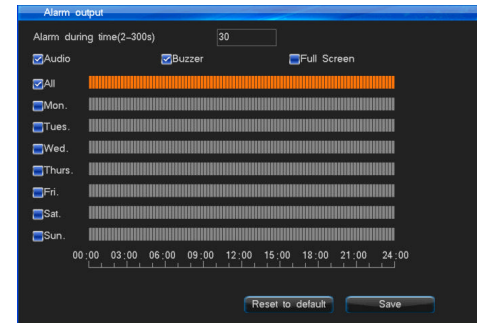 Alarm output
Alarm during time(2-300s) 30
Audio Buzzer Full Screen
All
Mon.
Tues.
Wed.
Thurs.
Fri.
Sat.
Sun.
00:00 03:00 06:00 09:00 12:00 15:00 18:00 21:00 24:00
Reset to default Save